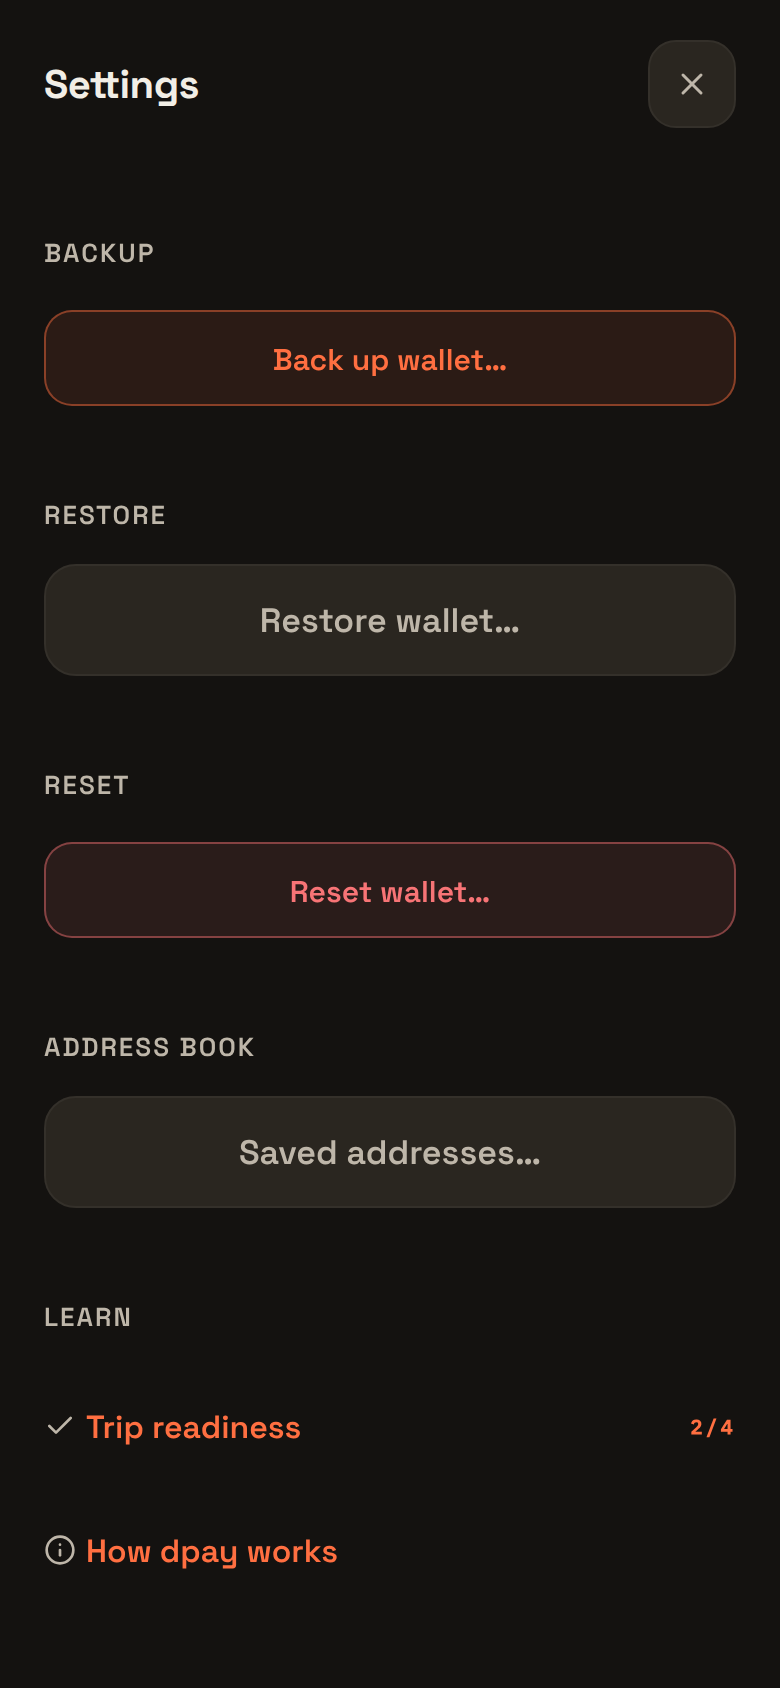 Settings
BACKUP
Back up wallet…
RESTORE
Restore wallet…
RESET
Reset wallet…
ADDRESS BOOK
Saved addresses…
LEARN
Trip readiness 2/4
How dpay works